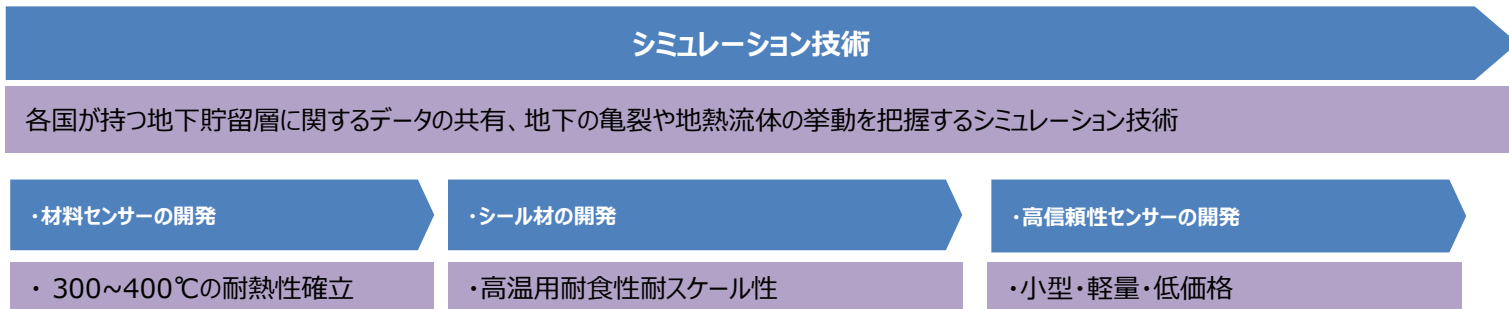 シミュレーション技術
各国が持つ地下貯留層に関するデータの共有、地下の亀裂や地熱流体の挙動を把握するシミュレーション技術
・材料センサーの開発
・シール材の開発
・高信頼性センサーの開発
・ 300~400℃の耐熱性確立
・高温用耐食性耐スケール性
・小型・軽量・低価格